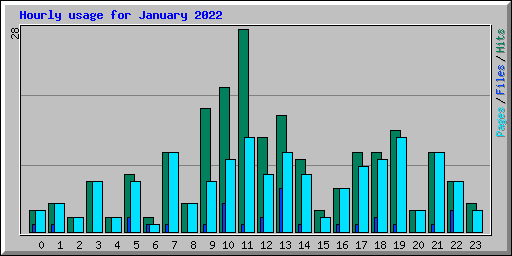 Hourly usage for January 2022
28
Pages / Files / Hits
0 1 2 3 4 5 6 7 8 9 10 11 12 13 14 15 16 17 18 19 20 21 22 23